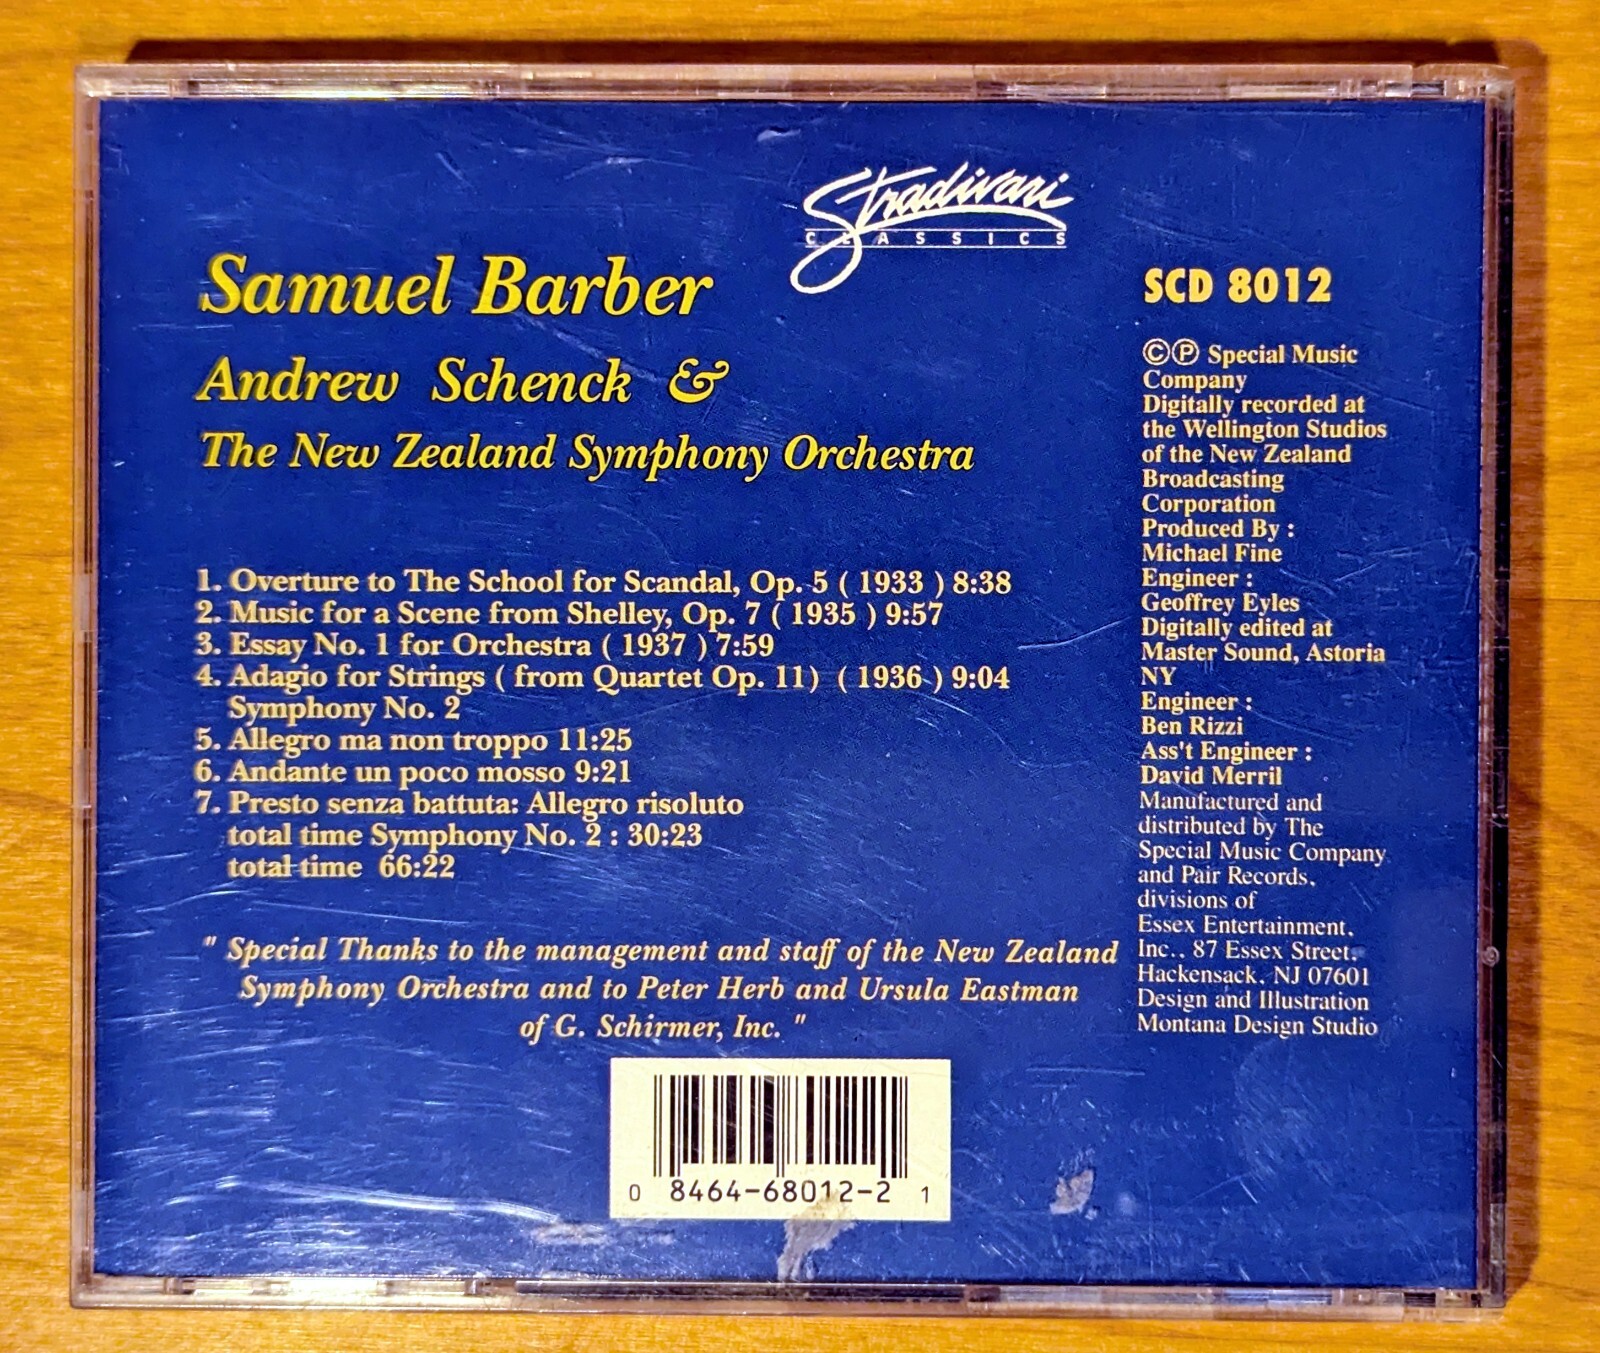 Stradivari
CLASSICS
Samuel Barber
Andrew Schenck &
The New Zealand Symphony Orchestra
1. Overture to The School for Scandal, Op. 5 ( 1933 ) 8:38
2. Music for a Scene from Shelley, Op. 7 ( 1935 ) 9:57
3. Essay No. 1 for Orchestra ( 1937 ) 7:59
4. Adagio for Strings ( from Quartet Op. 11) ( 1936 ) 9:04
Symphony No. 2
5. Allegro ma non troppo 11:25
6. Andante un poco mosso 9:21
7. Presto senza battuta: Allegro risoluto
total time Symphony No. 2 : 30:23
total time 66:22
" Special Thanks to the management and staff of the New Zealand
Symphony Orchestra and to Peter Herb and Ursula Eastman
of G. Schirmer, Inc. "
0 8464-68012-2 1
SCD 8012
©℗ Special Music
Company
Digitally recorded at
the Wellington Studios
of the New Zealand
Broadcasting
Corporation
Produced By :
Michael Fine
Engineer :
Geoffrey Eyles
Digitally edited at
Master Sound, Astoria
NY
Engineer :
Ben Rizzi
Ass't Engineer :
David Merril
Manufactured and
distributed by The
Special Music Company
and Pair Records,
divisions of
Essex Entertainment,
Inc., 87 Essex Street,
Hackensack, NJ 07601
Design and Illustration
Montana Design Studio